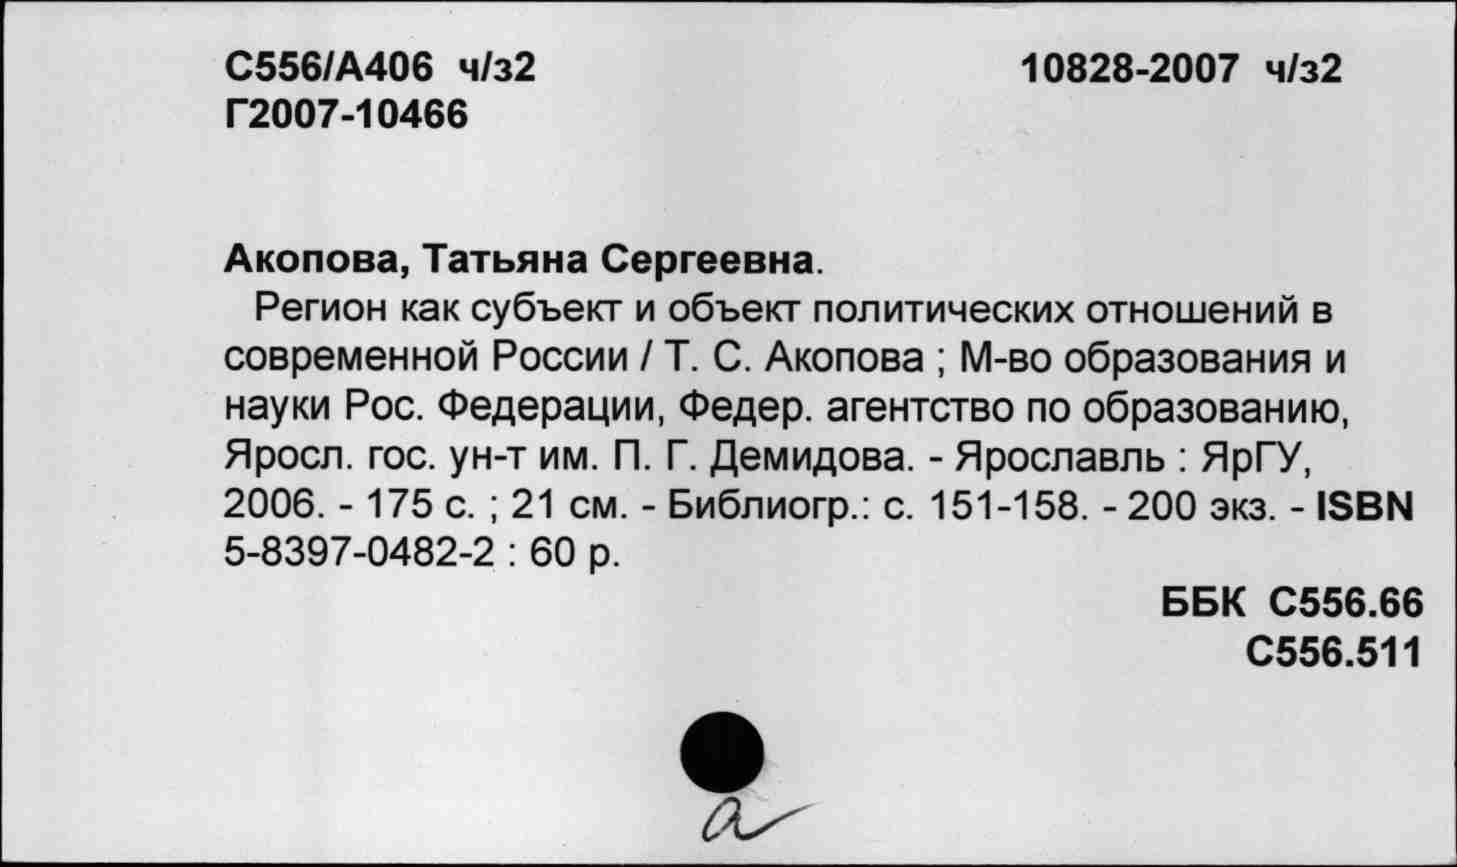 С556/А406 ч/з2 10828-2007 ч/з2
Г2007-10466
Акопова, Татьяна Сергеевна.
Регион как субъект и объект политических отношений в
современной России / Т. С. Акопова ; М-во образования и
науки Рос. Федерации, Федер. агентство по образованию,
Яросл. гос. ун-т им. П. Г. Демидова. - Ярославль : ЯрГУ,
2006. - 175 с. ; 21 см. - Библиогр.: с. 151-158. - 200 экз. - ISBN
5-8397-0482-2 : 60 р.
ББК С556.66
С556.511
а